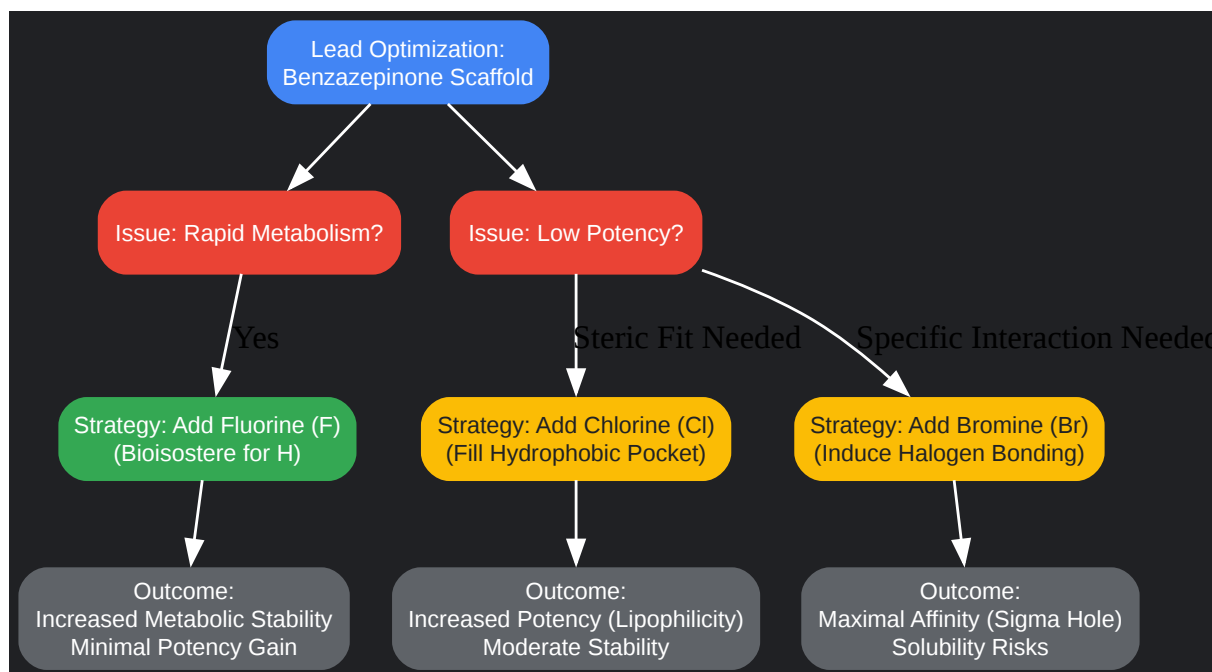 Lead Optimization:
Benzazepinone Scaffold
Issue: Rapid Metabolism?
Issue: Low Potency?
Yes
Steric Fit Needed
Specific Interaction Needed
Strategy: Add Fluorine (F)
(Bioisostere for H)
Strategy: Add Chlorine (Cl)
(Fill Hydrophobic Pocket)
Strategy: Add Bromine (Br)
(Induce Halogen Bonding)
Outcome:
Increased Metabolic Stability
Minimal Potency Gain
Outcome:
Increased Potency (Lipophilicity)
Moderate Stability
Outcome:
Maximal Affinity (Sigma Hole)
Solubility Risks